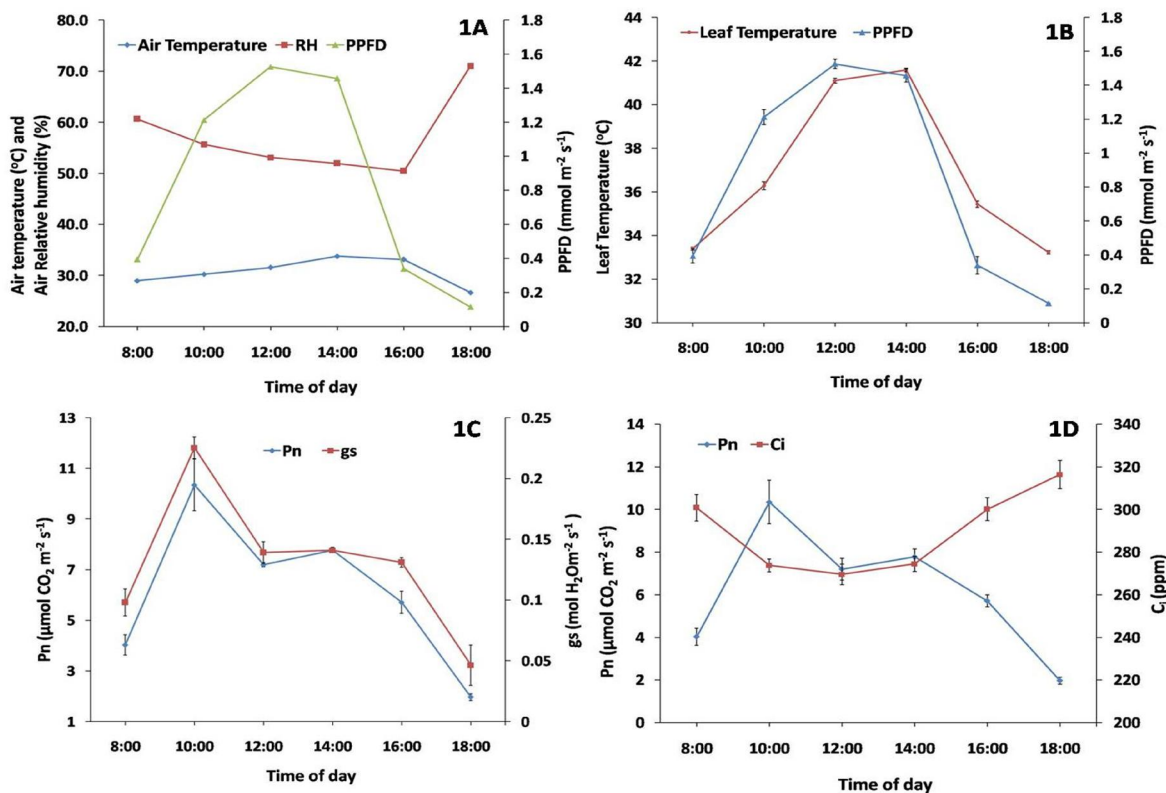 1A
Air Temperature RH PPFD
Air temperature (°C) and
Air Relative humidity (%)
80.0
70.0
60.0
50.0
40.0
30.0
20.0
PPFD (mmol m⁻² s⁻¹)
1.8
1.6
1.4
1.2
1
0.8
0.6
0.4
0.2
0
8:00 10:00 12:00 14:00 16:00 18:00
Time of day
1B
Leaf Temperature PPFD
Leaf Temperature (°C)
44
42
40
38
36
34
32
30
PPFD (mmol m⁻² s⁻¹)
1.8
1.6
1.4
1.2
1
0.8
0.6
0.4
0.2
0
8:00 10:00 12:00 14:00 16:00 18:00
Time of day
1C
Pn gs
Pn (µmol CO₂ m⁻² s⁻¹)
13
11
9
7
5
3
1
gs (mol H₂Om⁻² s⁻¹ )
0.25
0.2
0.15
0.1
0.05
0
8:00 10:00 12:00 14:00 16:00 18:00
Time of day
1D
Pn Ci
Pn (µmol CO₂ m⁻² s⁻¹)
14
12
10
8
6
4
2
0
Cᵢ (ppm)
340
320
300
280
260
240
220
200
8:00 10:00 12:00 14:00 16:00 18:00
Time of day